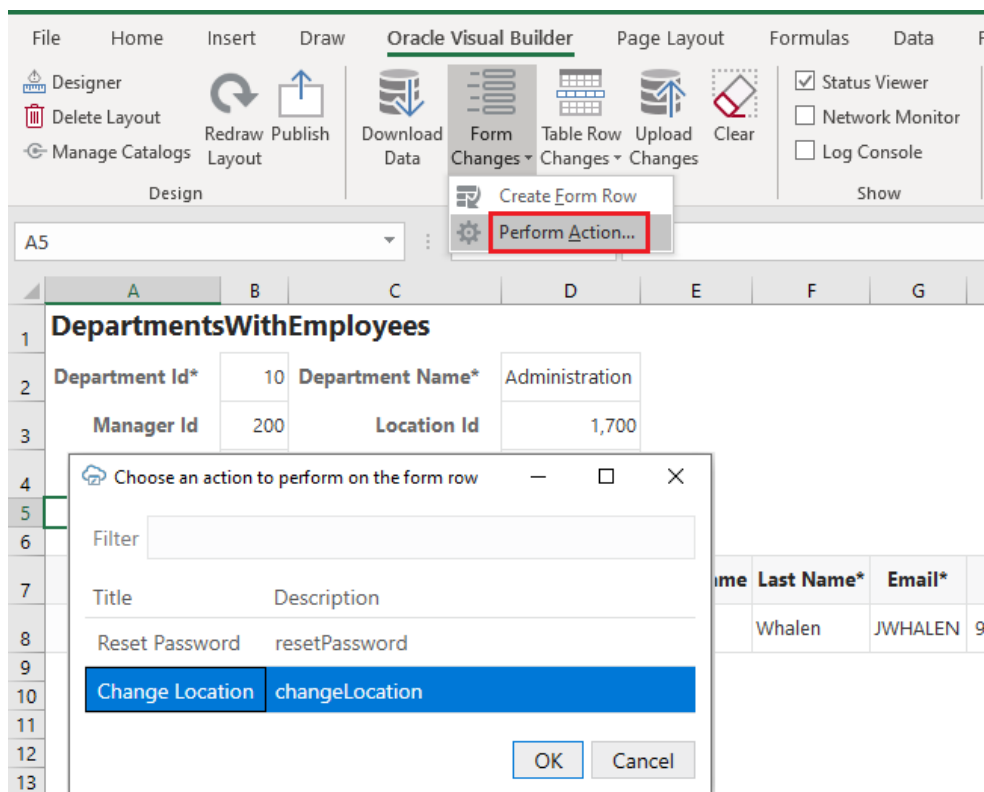 File Home Insert Draw Oracle Visual Builder Page Layout Formulas Data
Designer
Delete Layout
Manage Catalogs
Redraw Layout
Publish
Design
Download Data
Form Changes
Table Row Changes
Upload Changes
Clear
Status Viewer
Network Monitor
Log Console
Show
Create Form Row
Perform Action...
A5
A B C D E F G
1 DepartmentsWithEmployees
2 Department Id* 10 Department Name* Administration
3 Manager Id 200 Location Id 1,700
4
5
6
7 Last Name* Email*
8 Whalen JWHALEN 9
9
10
11
12
13
Choose an action to perform on the form row
Filter
Title Description
Reset Password resetPassword
Change Location changeLocation
OK Cancel